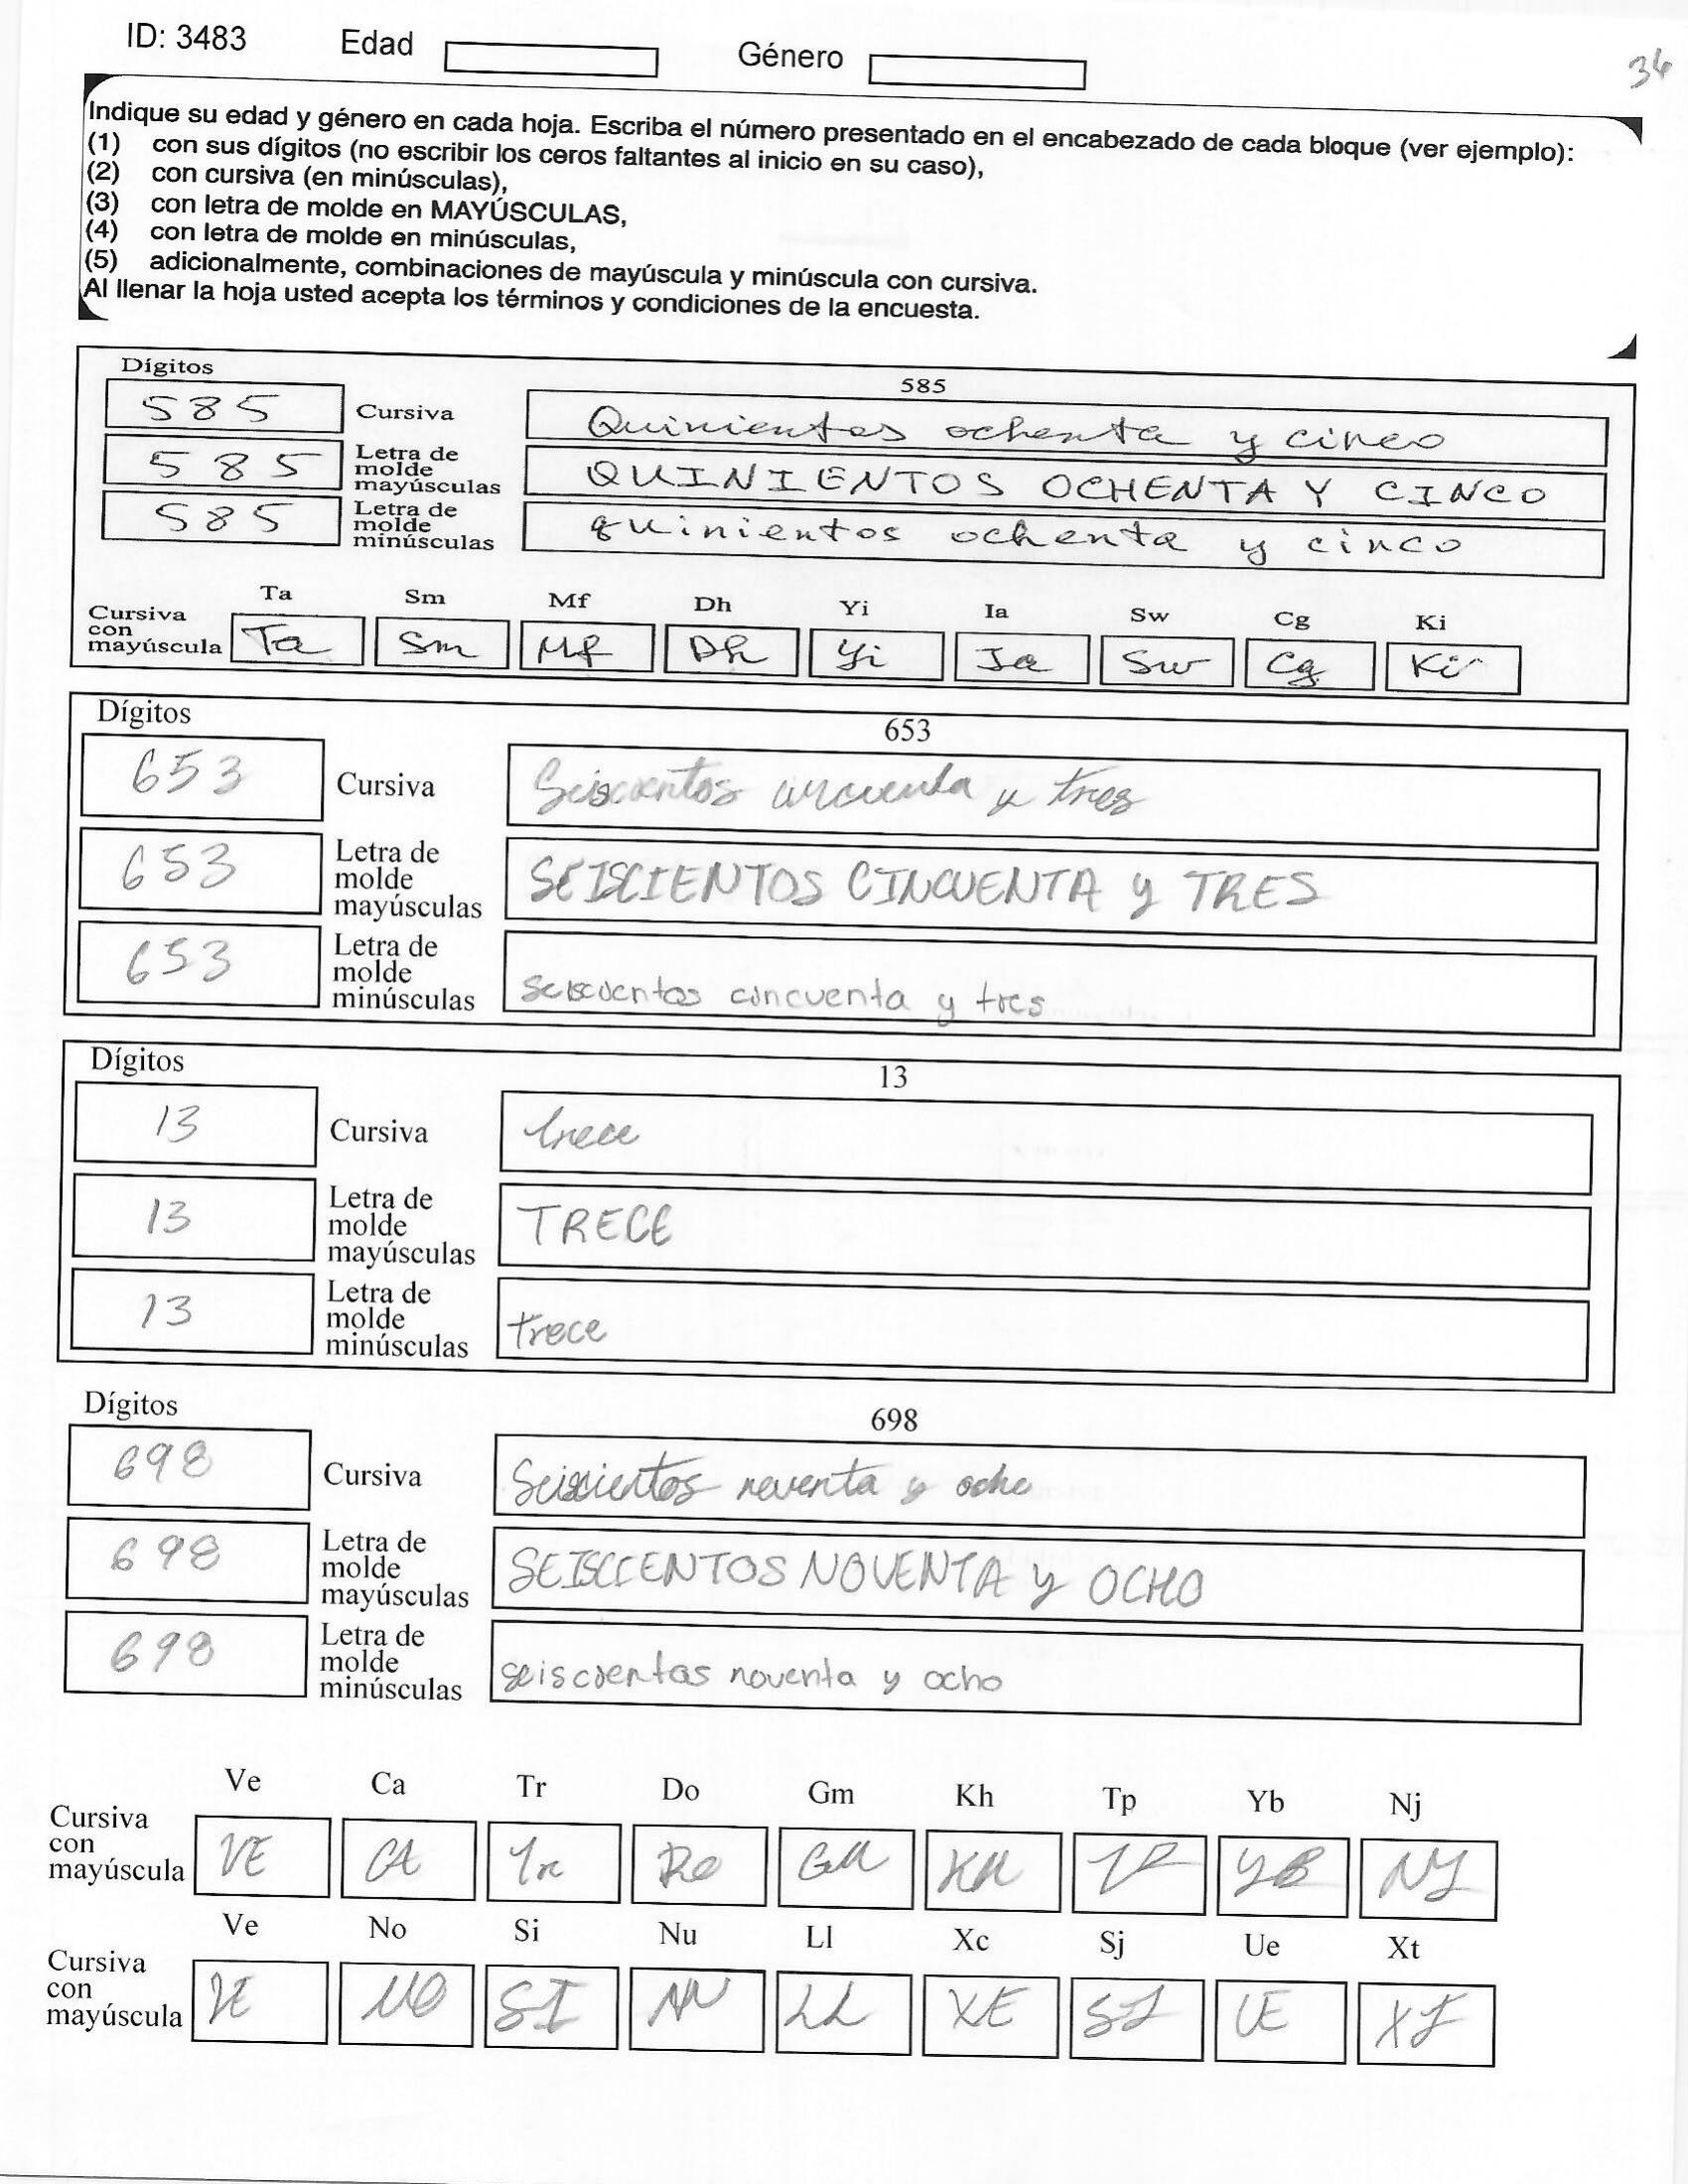 ID: 3483 Edad Género 36
Indique su edad y género en cada hoja. Escriba el número presentado en el encabezado de cada bloque (ver ejemplo):
(1) con sus dígitos (no escribir los ceros faltantes al inicio en su caso),
(2) con cursiva (en minúsculas),
(3) con letra de molde en MAYÚSCULAS,
(4) con letra de molde en minúsculas,
(5) adicionalmente, combinaciones de mayúscula y minúscula con cursiva.
Al llenar la hoja usted acepta los términos y condiciones de la encuesta.
Dígitos 585
585 Cursiva Quinientos ochenta y cinco
585 Letra de molde mayúsculas QUINIENTOS OCHENTA Y CINCO
585 Letra de molde minúsculas quinientos ochenta y cinco
Ta Sm Mf Dh Yi Ia Sw Cg Ki
Cursiva con mayúscula Ta Sm Mf Dh Yi Ia Sw Cg Ki
Dígitos 653
653 Cursiva Seiscientos cincuenta y tres
653 Letra de molde mayúsculas SEISCIENTOS CINCUENTA y TRES
653 Letra de molde minúsculas seiscientos cincuenta y tres
Dígitos 13
13 Cursiva trece
13 Letra de molde mayúsculas TRECE
13 Letra de molde minúsculas trece
Dígitos 698
698 Cursiva Seiscientos noventa y ocho
698 Letra de molde mayúsculas SEISCIENTOS NOVENTA y OCHO
698 Letra de molde minúsculas seiscientos noventa y ocho
Ve Ca Tr Do Gm Kh Tp Yb Nj
Cursiva con mayúscula VE CA Tr Do GM KH TP YB NJ
Ve No Si Nu Ll Xc Sj Ue Xt
Cursiva con mayúscula VE NO SI NU LL XE SJ UE